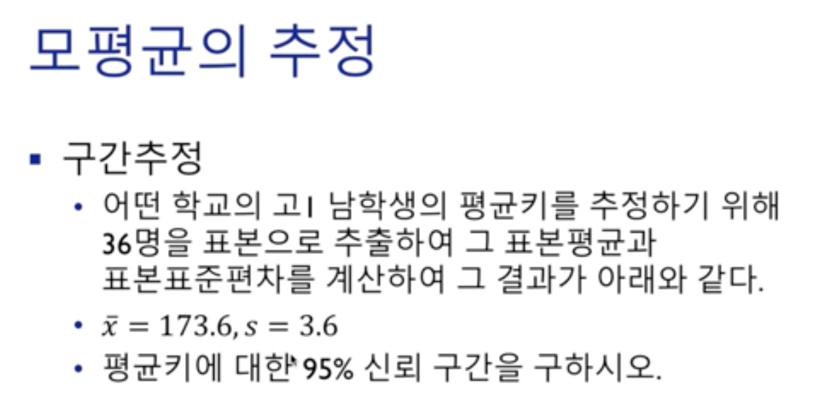 모평균의 추정
구간추정
어떤 학교의 고1 남학생의 평균키를 추정하기 위해
36명을 표본으로 추출하여 그 표본평균과
표본표준편차를 계산하여 그 결과가 아래와 같다.
x̄ = 173.6, s = 3.6
평균키에 대한 95% 신뢰 구간을 구하시오.